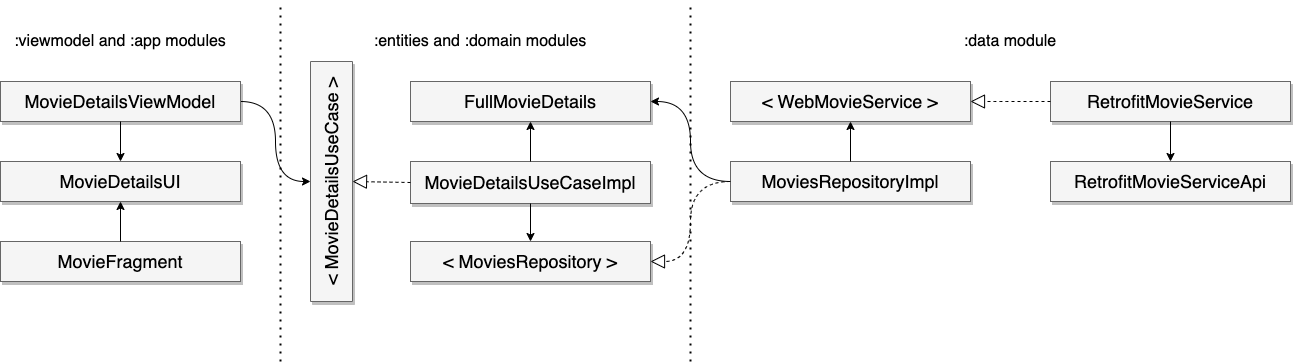 :viewmodel and :app modules
:entities and :domain modules
:data module
MovieDetailsViewModel
MovieDetailsUI
MovieFragment
< MovieDetailsUseCase >
FullMovieDetails
MovieDetailsUseCaseImpl
< MoviesRepository >
< WebMovieService >
MoviesRepositoryImpl
RetrofitMovieService
RetrofitMovieServiceApi